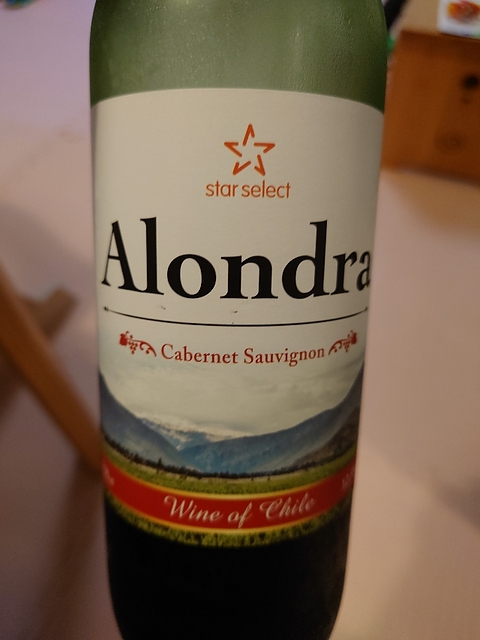 star select
Alondra
Cabernet Sauvignon
Wine of Chile